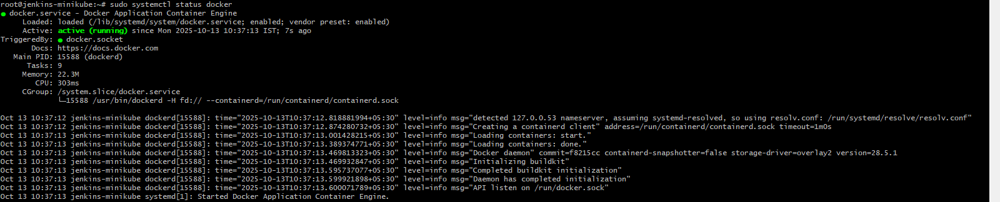 root@jenkins-minikube:~# sudo systemctl status docker
● docker.service - Docker Application Container Engine
     Loaded: loaded (/lib/systemd/system/docker.service; enabled; vendor preset: enabled)
     Active: active (running) since Mon 2025-10-13 10:37:13 IST; 7s ago
TriggeredBy: ● docker.socket
       Docs: https://docs.docker.com
   Main PID: 15588 (dockerd)
      Tasks: 9
     Memory: 22.3M
        CPU: 303ms
     CGroup: /system.slice/docker.service
             └─15588 /usr/bin/dockerd -H fd:// --containerd=/run/containerd/containerd.sock
Oct 13 10:37:12 jenkins-minikube dockerd[15588]: time="2025-10-13T10:37:12.818881994+05:30" level=info msg="detected 127.0.0.53 nameserver, assuming systemd-resolved, so using resolv.conf: /run/systemd/resolve/resolv.conf"
Oct 13 10:37:12 jenkins-minikube dockerd[15588]: time="2025-10-13T10:37:12.874280732+05:30" level=info msg="Creating a containerd client" address=/run/containerd/containerd.sock timeout=1m0s
Oct 13 10:37:13 jenkins-minikube dockerd[15588]: time="2025-10-13T10:37:13.001428215+05:30" level=info msg="Loading containers: start."
Oct 13 10:37:13 jenkins-minikube dockerd[15588]: time="2025-10-13T10:37:13.389374771+05:30" level=info msg="Loading containers: done."
Oct 13 10:37:13 jenkins-minikube dockerd[15588]: time="2025-10-13T10:37:13.469813323+05:30" level=info msg="Docker daemon" commit=f8215cc containerd-snapshotter=false storage-driver=overlay2 version=28.5.1
Oct 13 10:37:13 jenkins-minikube dockerd[15588]: time="2025-10-13T10:37:13.469932847+05:30" level=info msg="Initializing buildkit"
Oct 13 10:37:13 jenkins-minikube dockerd[15588]: time="2025-10-13T10:37:13.595737077+05:30" level=info msg="Completed buildkit initialization"
Oct 13 10:37:13 jenkins-minikube dockerd[15588]: time="2025-10-13T10:37:13.599921898+05:30" level=info msg="Daemon has completed initialization"
Oct 13 10:37:13 jenkins-minikube dockerd[15588]: time="2025-10-13T10:37:13.600071789+05:30" level=info msg="API listen on /run/docker.sock"
Oct 13 10:37:13 jenkins-minikube systemd[1]: Started Docker Application Container Engine.